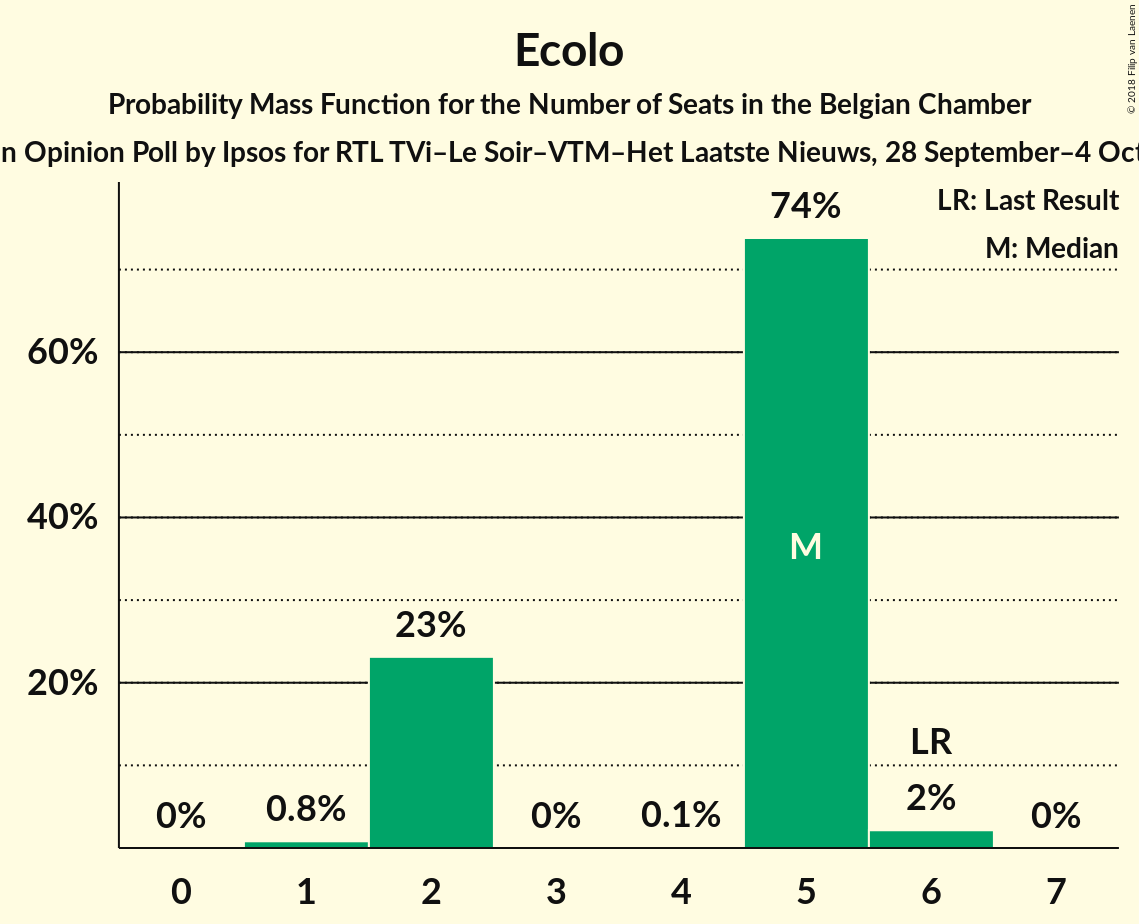 Ecolo
Probability Mass Function for the Number of Seats in the Belgian Chamber
n Opinion Poll by Ipsos for RTL TVi–Le Soir–VTM–Het Laatste Nieuws, 28 September–4 Oct
© 2018 Filip van Laenen
LR: Last Result
M: Median
74%
60%
40%
M
23%
20%
LR
0%
0.8%
0%
0.1%
2%
0%
0 1 2 3 4 5 6 7